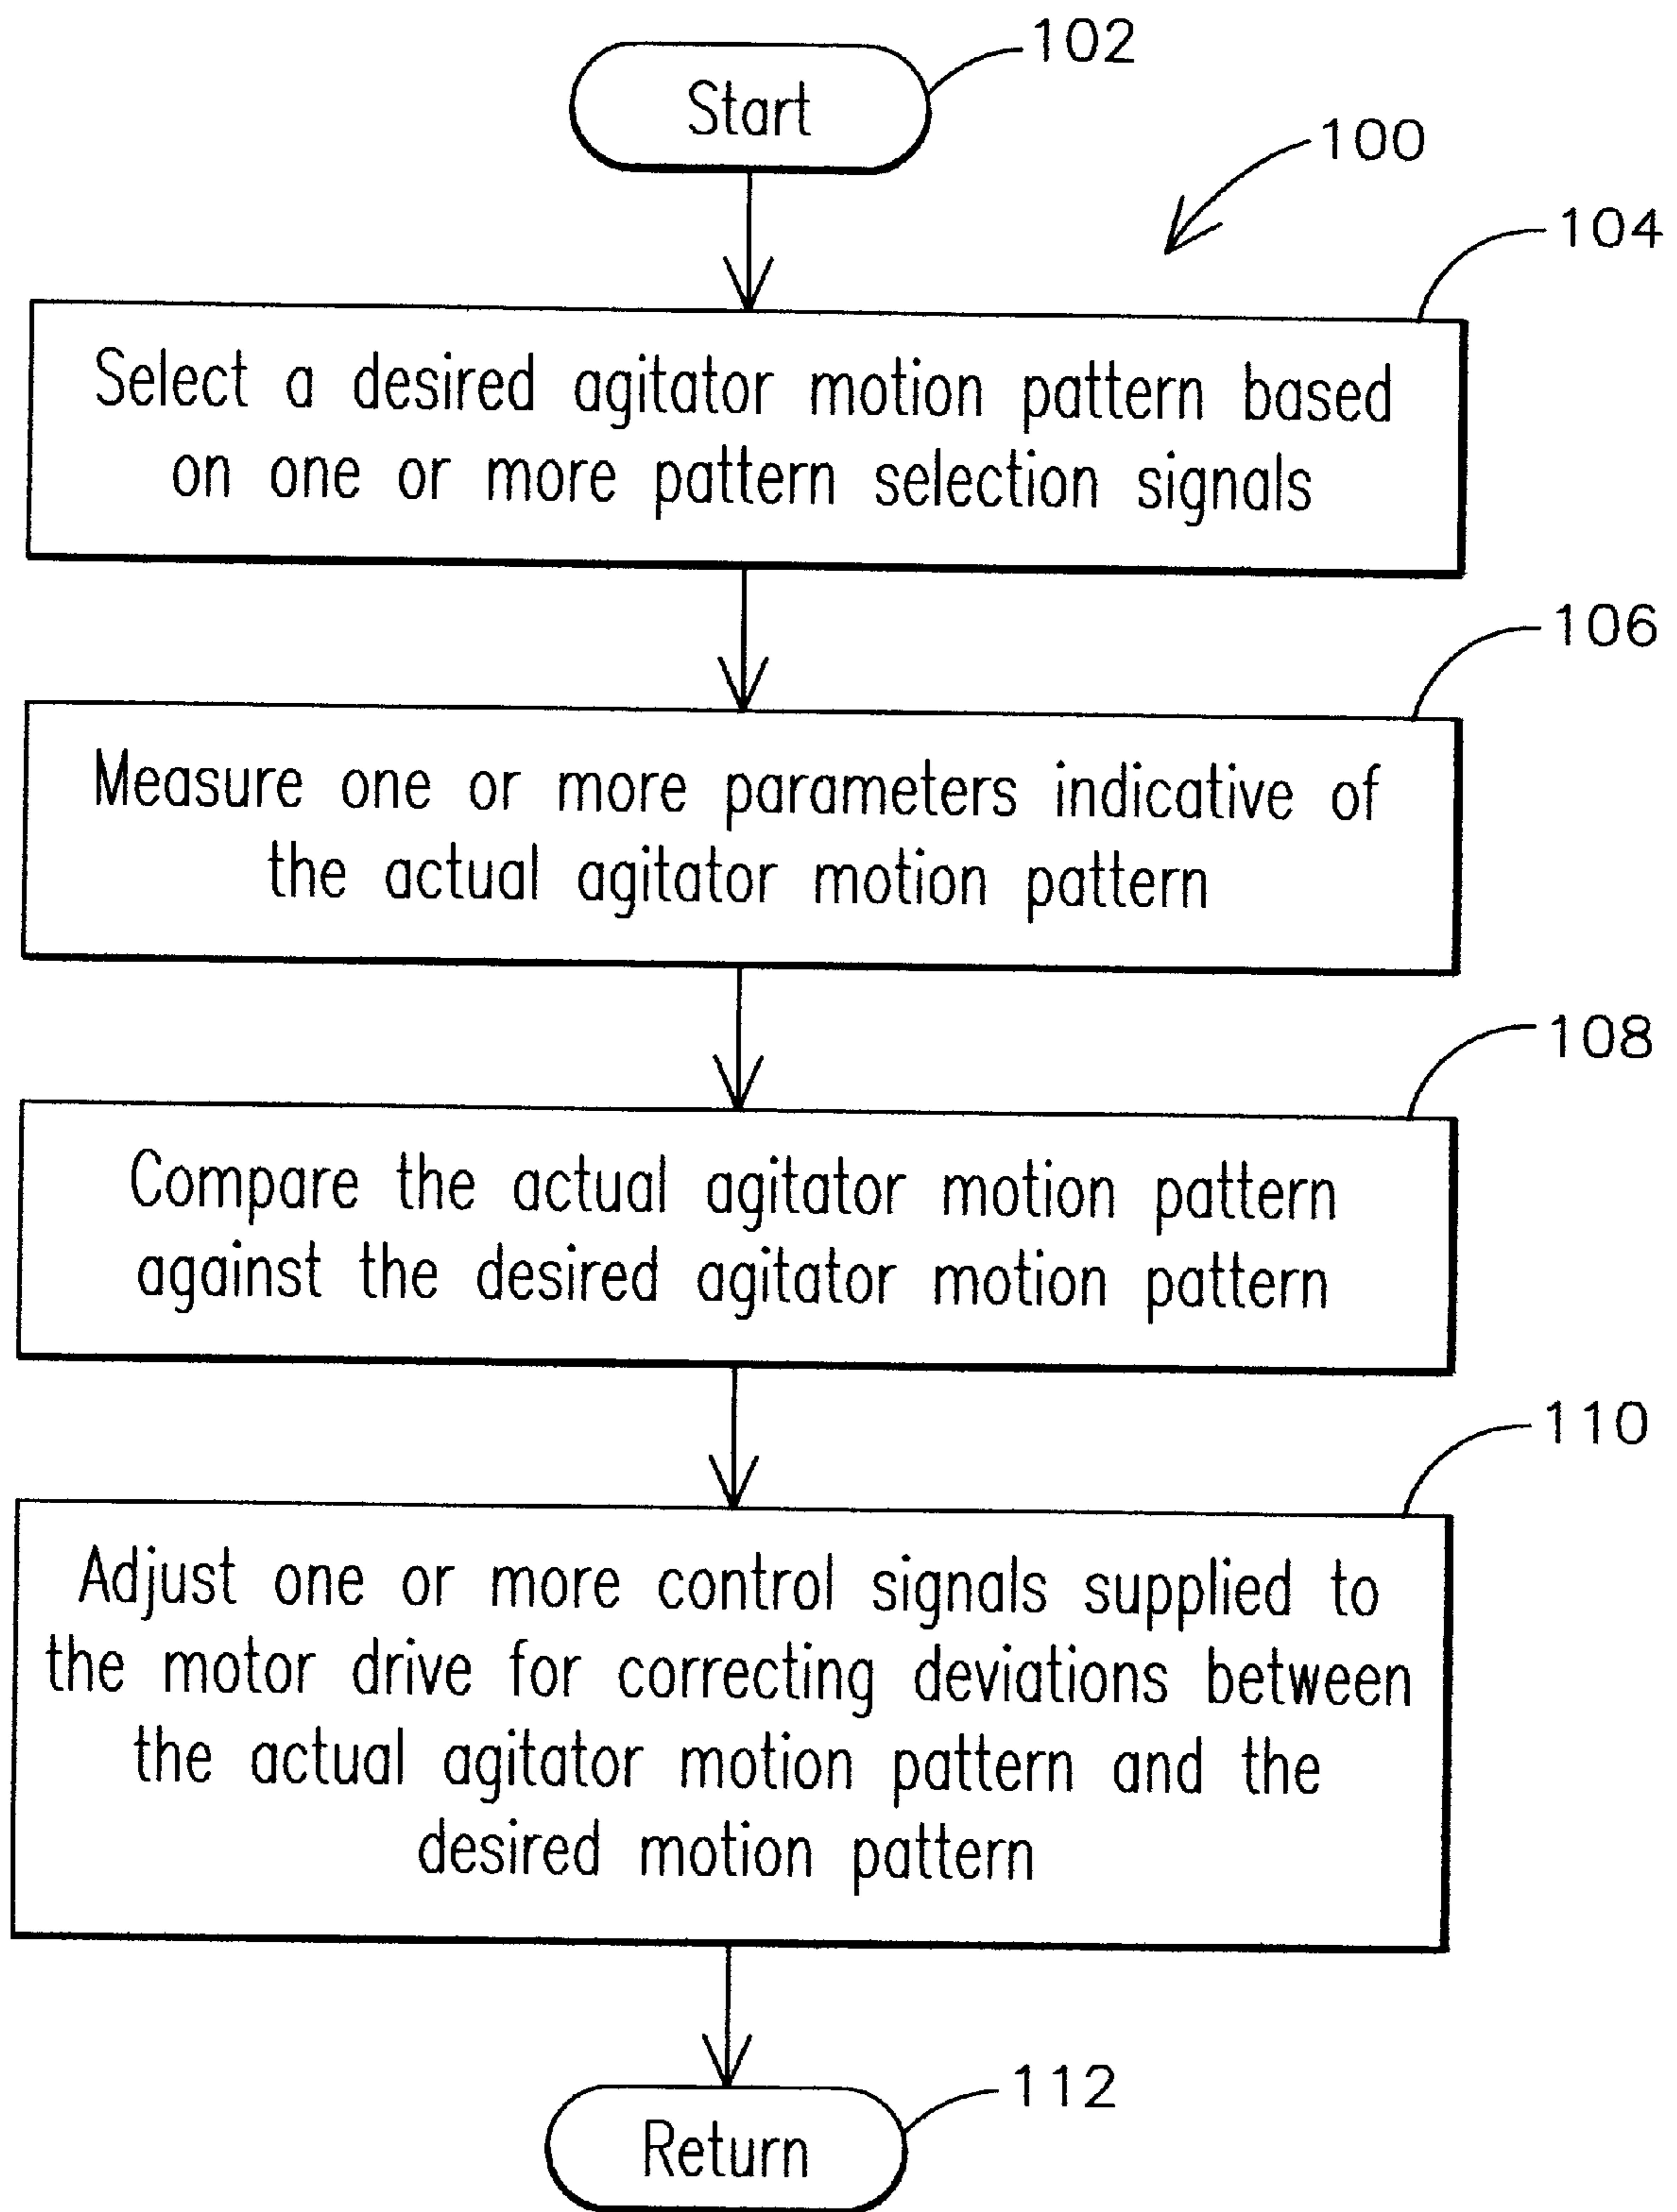 102
Start
100
104
Select a desired agitator motion pattern based
on one or more pattern selection signals
106
Measure one or more parameters indicative of
the actual agitator motion pattern
108
Compare the actual agitator motion pattern
against the desired agitator motion pattern
110
Adjust one or more control signals supplied to
the motor drive for correcting deviations between
the actual agitator motion pattern and the
desired motion pattern
112
Return